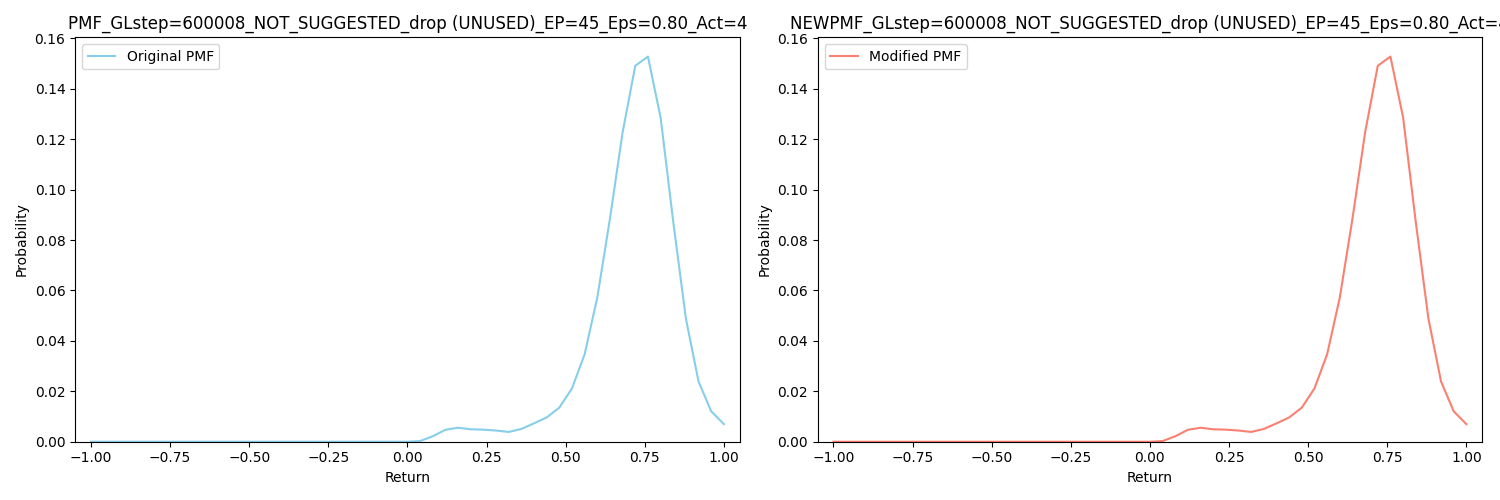 PMF_GLstep=600008_NOT_SUGGESTED_drop (UNUSED)_EP=45_Eps=0.80_Act=4
Original PMF
Probability
0.16
0.14
0.12
0.10
0.08
0.06
0.04
0.02
0.00
−1.00 −0.75 −0.50 −0.25 0.00 0.25 0.50 0.75 1.00
Return
NEWPMF_GLstep=600008_NOT_SUGGESTED_drop (UNUSED)_EP=45_Eps=0.80_Act=
Modified PMF
Probability
0.16
0.14
0.12
0.10
0.08
0.06
0.04
0.02
0.00
−1.00 −0.75 −0.50 −0.25 0.00 0.25 0.50 0.75 1.00
Return